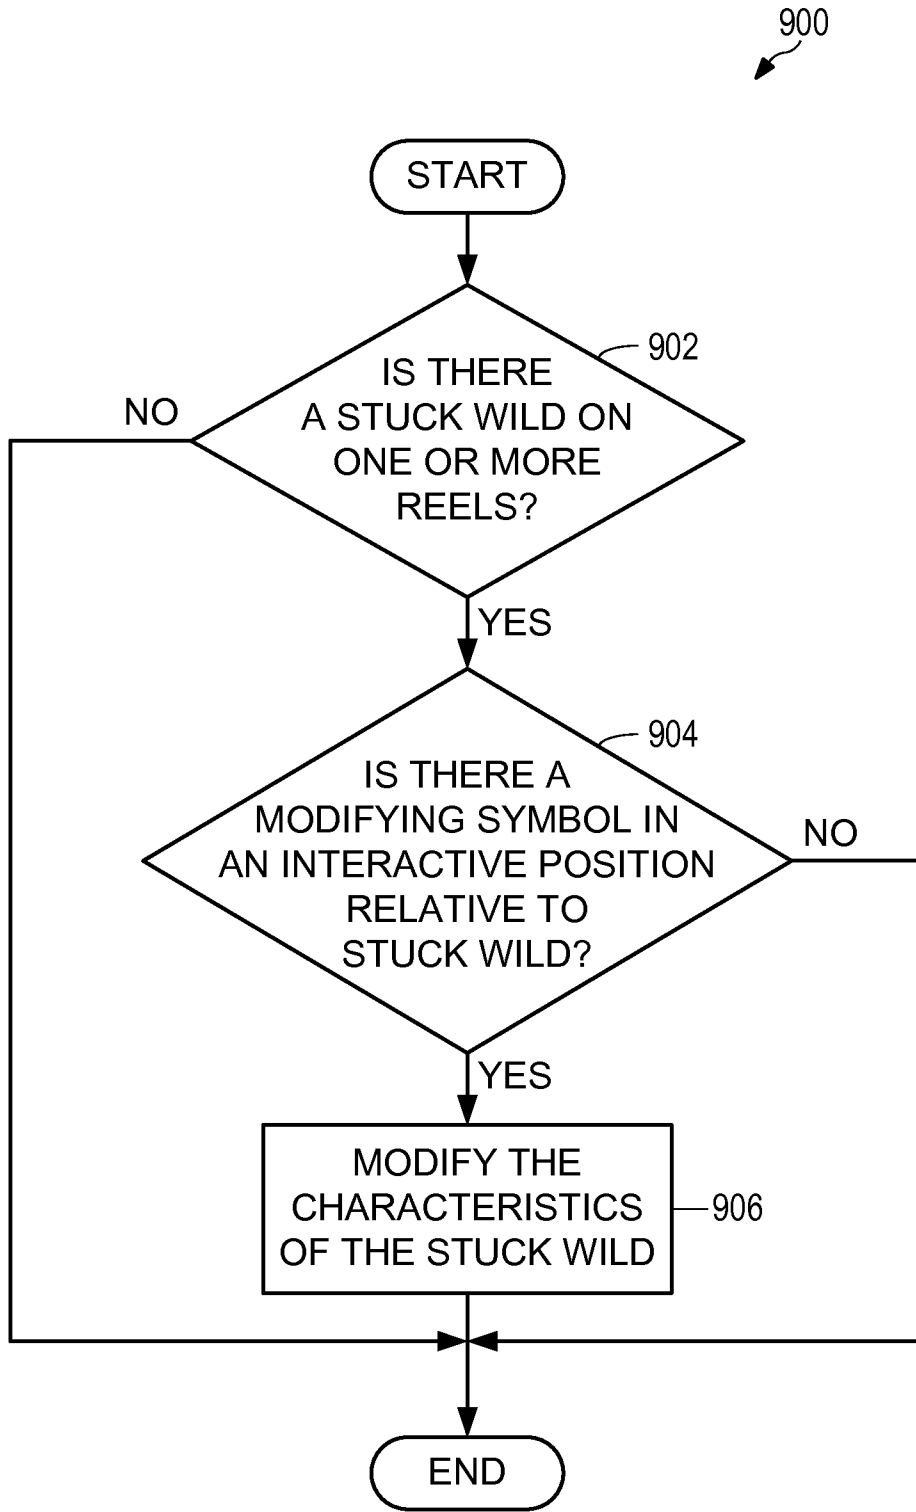 900
START
902
IS THERE
A STUCK WILD ON
ONE OR MORE
REELS?
NO
YES
904
IS THERE A
MODIFYING SYMBOL IN
AN INTERACTIVE POSITION
RELATIVE TO
STUCK WILD?
NO
YES
MODIFY THE
CHARACTERISTICS
OF THE STUCK WILD
906
END